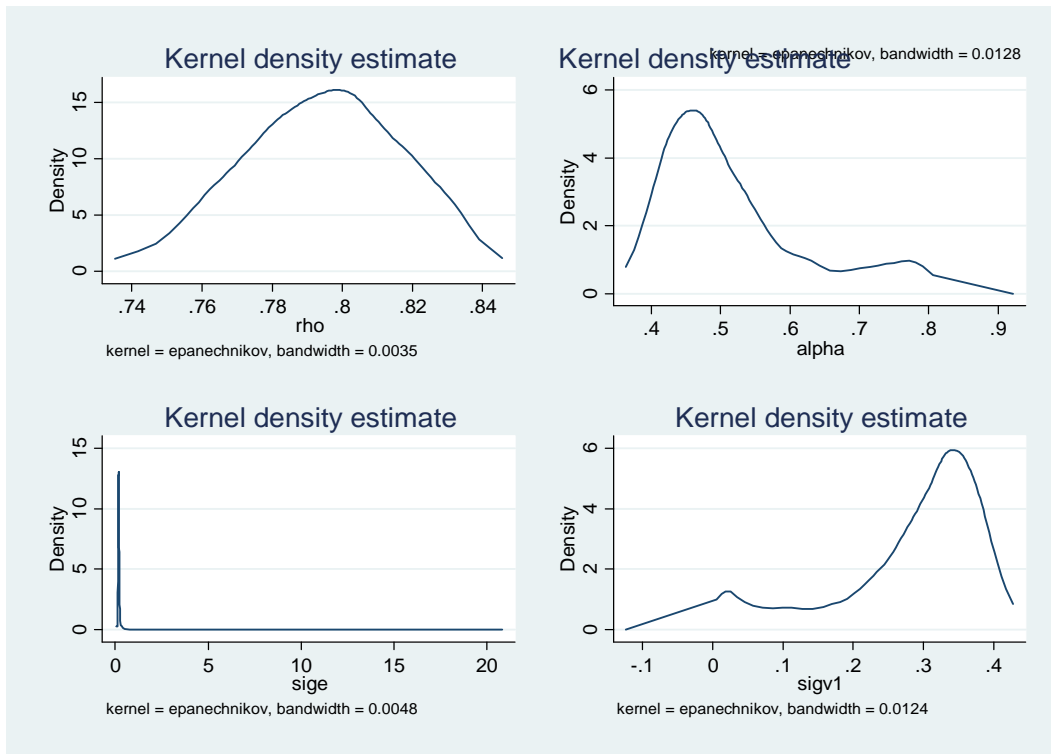 Kernel density estimate
15
10
5
0
Density
.74 .76 .78 .8 .82 .84
rho
kernel = epanechnikov, bandwidth = 0.0035
Kernel density estimate
kernel = epanechnikov, bandwidth = 0.0128
6
4
2
0
Density
.4 .5 .6 .7 .8 .9
alpha
Kernel density estimate
15
10
5
0
Density
0 5 10 15 20
sige
kernel = epanechnikov, bandwidth = 0.0048
Kernel density estimate
6
4
2
0
Density
-.1 0 .1 .2 .3 .4
sigv1
kernel = epanechnikov, bandwidth = 0.0124